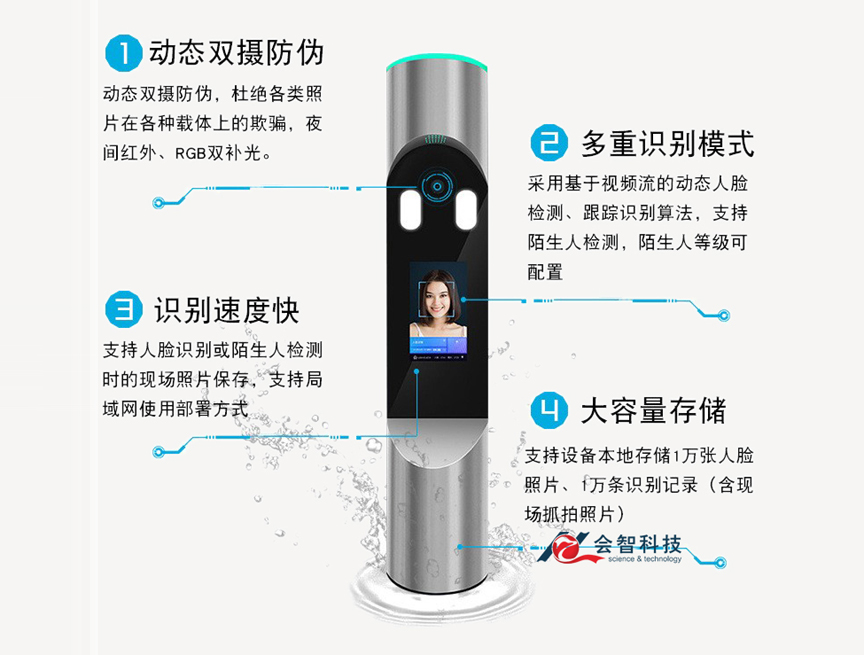 1 动态双摄防伪
动态双摄防伪，杜绝各类照
片在各种载体上的欺骗，夜
间红外、RGB双补光。
2 多重识别模式
采用基于视频流的动态人脸
检测、跟踪识别算法，支持
陌生人检测，陌生人等级可
配置
3 识别速度快
支持人脸识别或陌生人检测
时的现场照片保存，支持局
域网使用部署方式
4 大容量存储
支持设备本地存储1万张人脸
照片、1万条识别记录（含现
场抓拍照片）
会智科技
science & technology